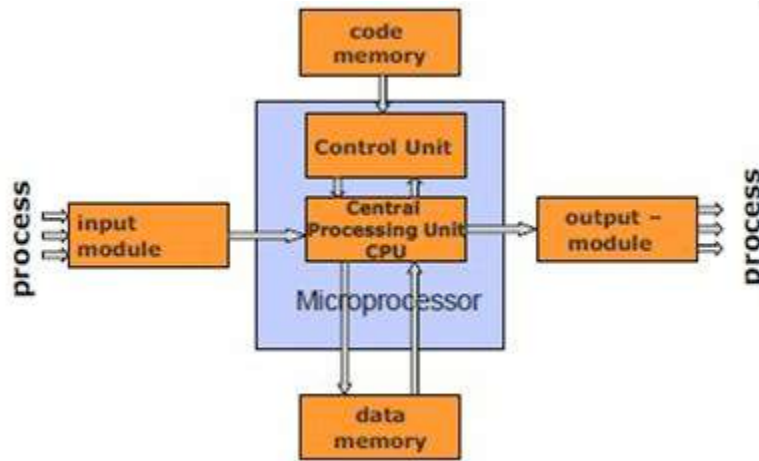 code
memory
Control Unit
process
input
module
Central
Processing Unit
CPU
output –
module
process
Microprocessor
data
memory